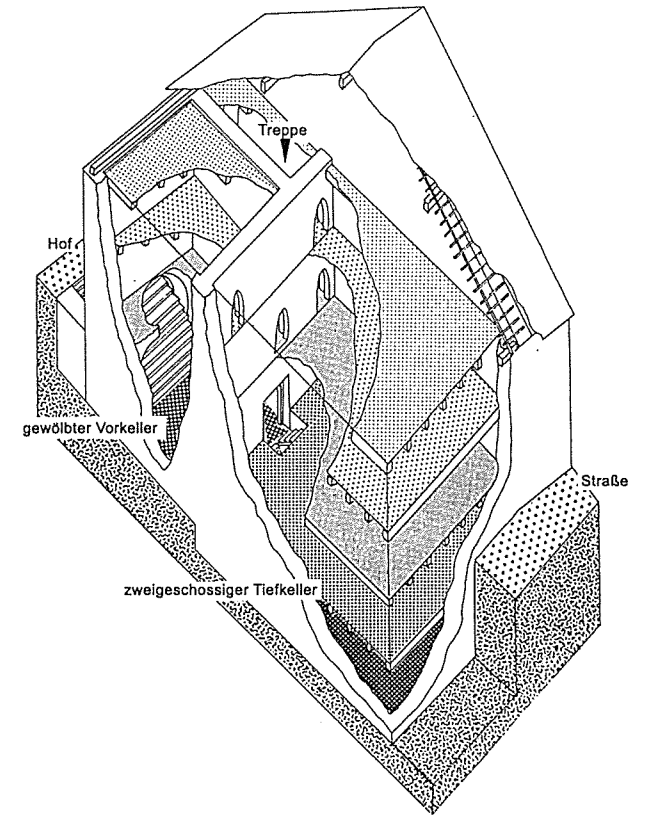 Treppe
Hof
gewölbter Vorkeller
Straße
zweigeschossiger Tiefkeller